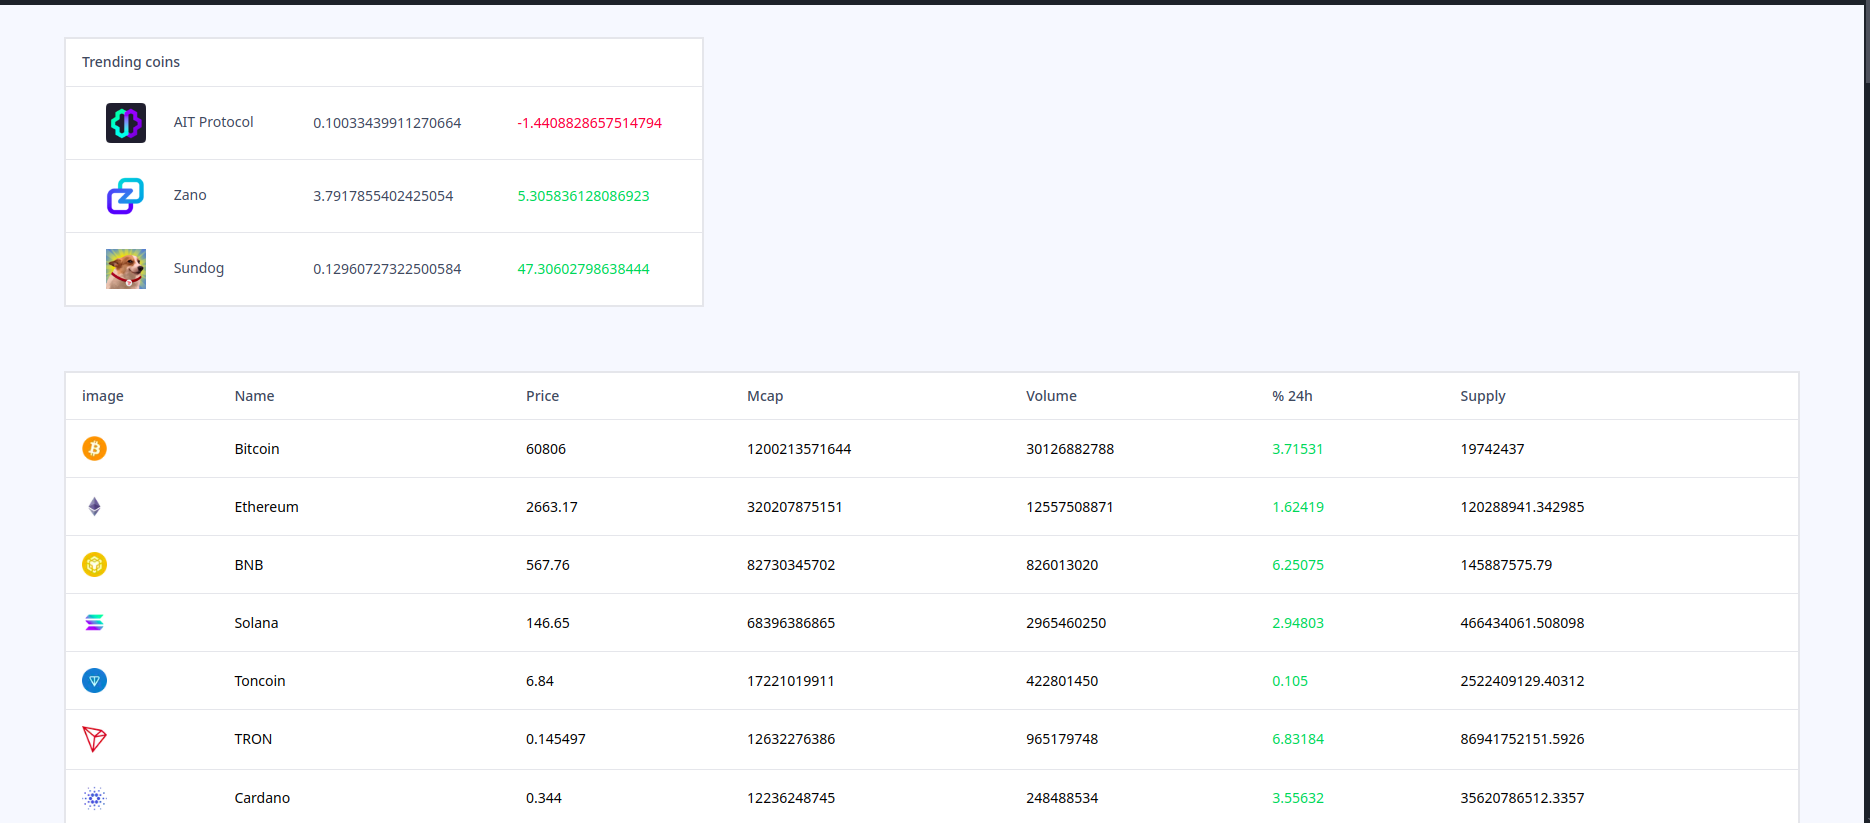 Trending coins
AIT Protocol 0.10033439911270664 -1.4408828657514794
Zano 3.7917855402425054 5.305836128086923
Sundog 0.12960727322500584 47.30602798638444
image Name Price Mcap Volume % 24h Supply
Bitcoin 60806 1200213571644 30126882788 3.71531 19742437
Ethereum 2663.17 320207875151 12557508871 1.62419 120288941.342985
BNB 567.76 82730345702 826013020 6.25075 145887575.79
Solana 146.65 68396386865 2965460250 2.94803 466434061.508098
Toncoin 6.84 17221019911 422801450 0.105 2522409129.40312
TRON 0.145497 12632276386 965179748 6.83184 86941752151.5926
Cardano 0.344 12236248745 248488534 3.55632 35620786512.3357